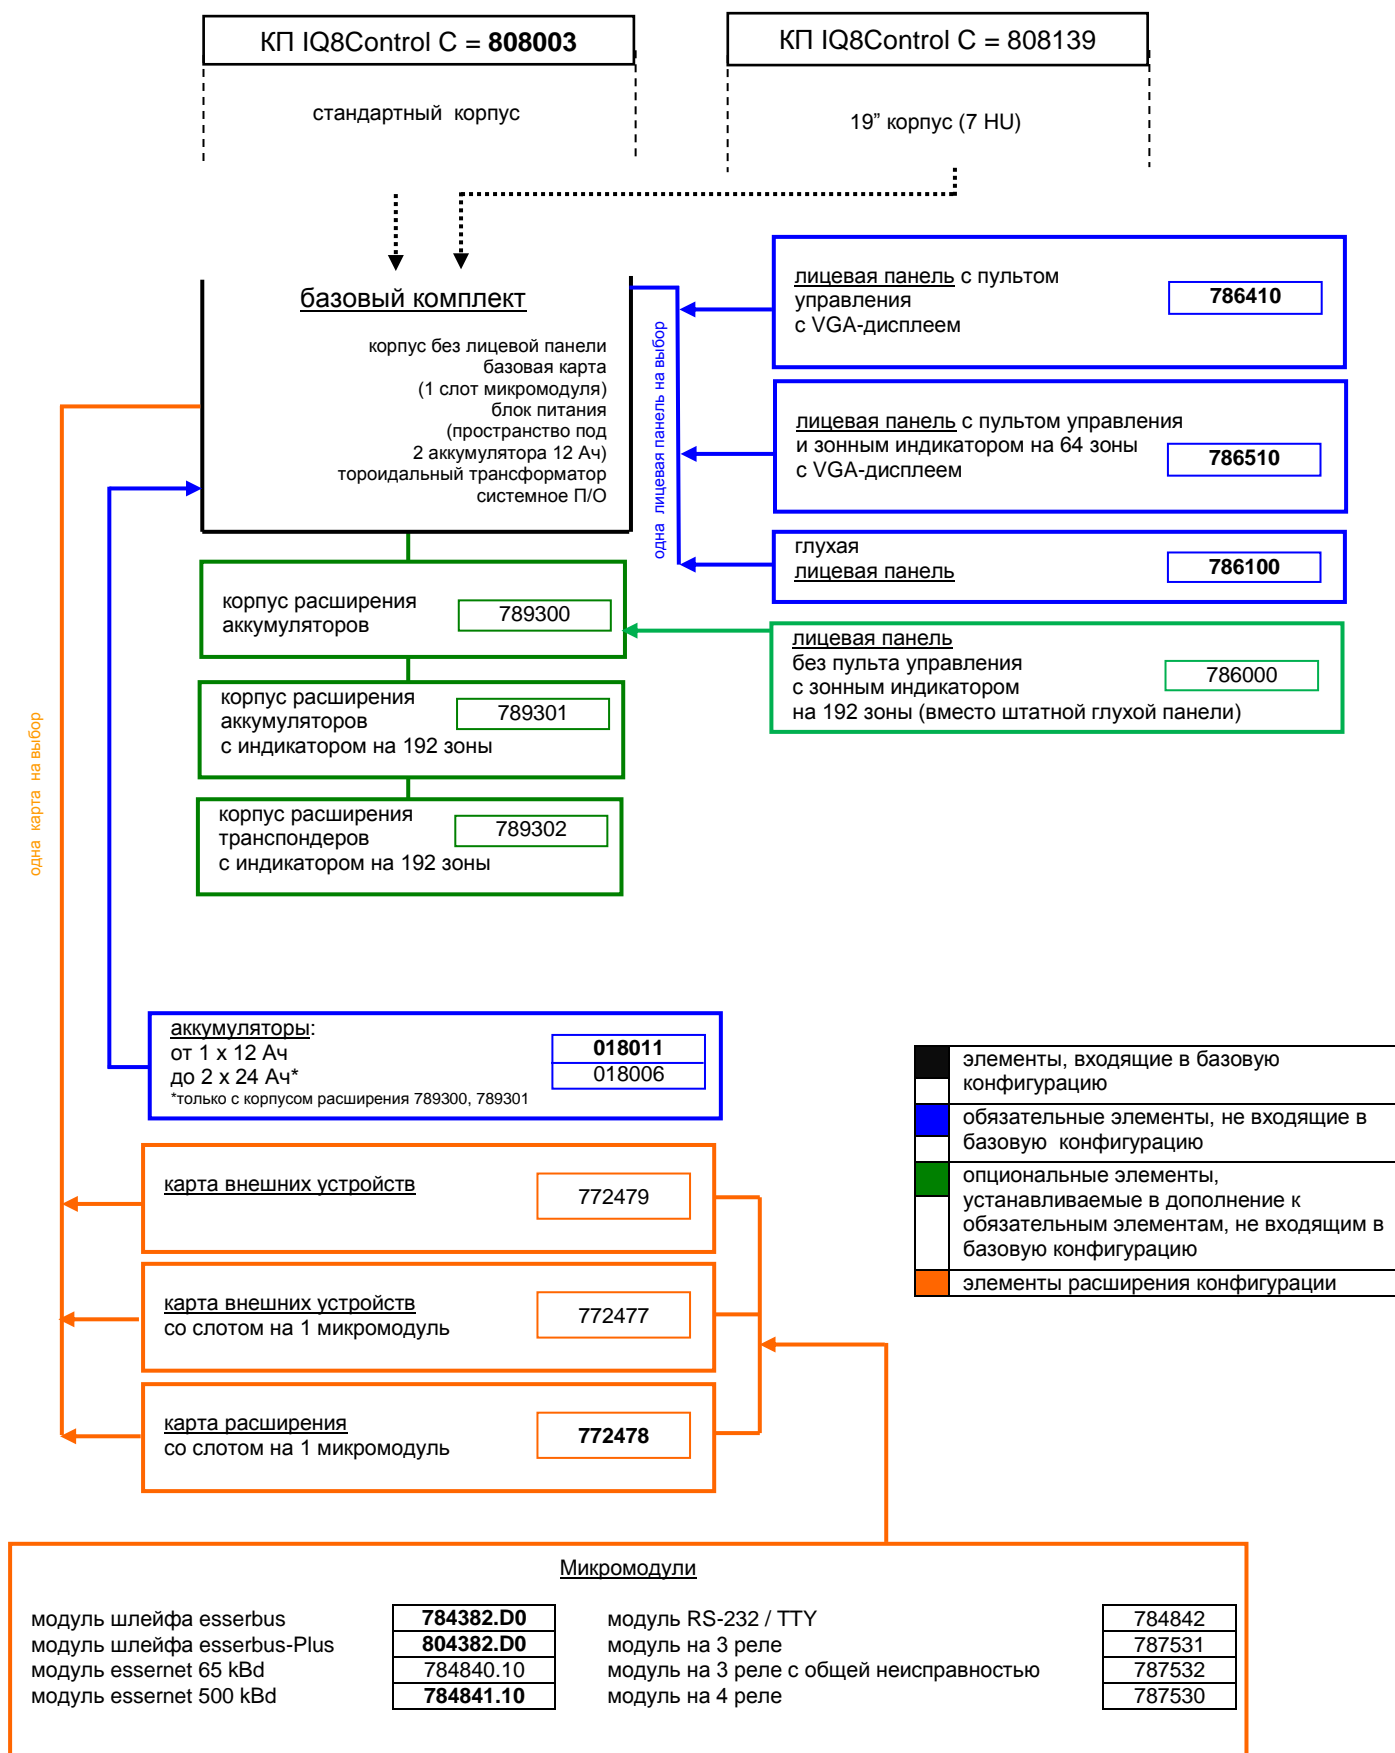 КП IQ8Control C = 808003
КП IQ8Control C = 808139
стандартный корпус
19” корпус (7 HU)
базовый комплект
корпус без лицевой панели
базовая карта
(1 слот микромодуля)
блок питания
(пространство под
2 аккумулятора 12 Ач)
тороидальный трансформатор
системное П/О
одна лицевая панель на выбор
лицевая панель с пультом
управления
с VGA-дисплеем
786410
лицевая панель с пультом управления
и зонным индикатором на 64 зоны
с VGA-дисплеем
786510
глухая
лицевая панель
786100
лицевая панель
без пульта управления
с зонным индикатором
на 192 зоны (вместо штатной глухой панели)
786000
корпус расширения
аккумуляторов
789300
корпус расширения
аккумуляторов
с индикатором на 192 зоны
789301
корпус расширения
транспондеров
с индикатором на 192 зоны
789302
одна карта на выбор
аккумуляторы:
от 1 x 12 Ач
до 2 x 24 Ач*
*только с корпусом расширения 789300, 789301
018011
018006
элементы, входящие в базовую
конфигурацию
обязательные элементы, не входящие в
базовую конфигурацию
опциональные элементы,
устанавливаемые в дополнение к
обязательным элементам, не входящим в
базовую конфигурацию
элементы расширения конфигурации
карта внешних устройств
772479
карта внешних устройств
со слотом на 1 микромодуль
772477
карта расширения
со слотом на 1 микромодуль
772478
Микромодули
модуль шлейфа esserbus 784382.D0
модуль шлейфа esserbus-Plus 804382.D0
модуль essernet 65 kBd 784840.10
модуль essernet 500 kBd 784841.10
модуль RS-232 / TTY 784842
модуль на 3 реле 787531
модуль на 3 реле с общей неисправностью 787532
модуль на 4 реле 787530